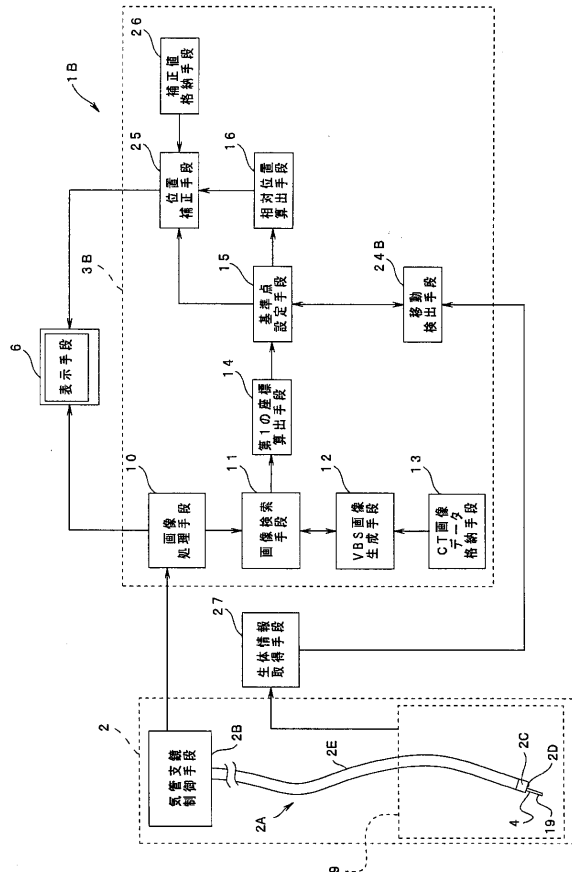 1B
3B
6
表示手段
26
補正値
格納手段
25
位置
補正手段
16
相対位置
算出手段
15
基準点
設定手段
24B
移動
検出手段
14
第1の座標
算出手段
10
画像
処理手段
11
画像検索
手段
12
VBS画像
生成手段
13
CT画像
データ
格納手段
27
生体情報
取得手段
2
気管支鏡
制御手段
2B
2E
2A
2C
2D
4
19
9